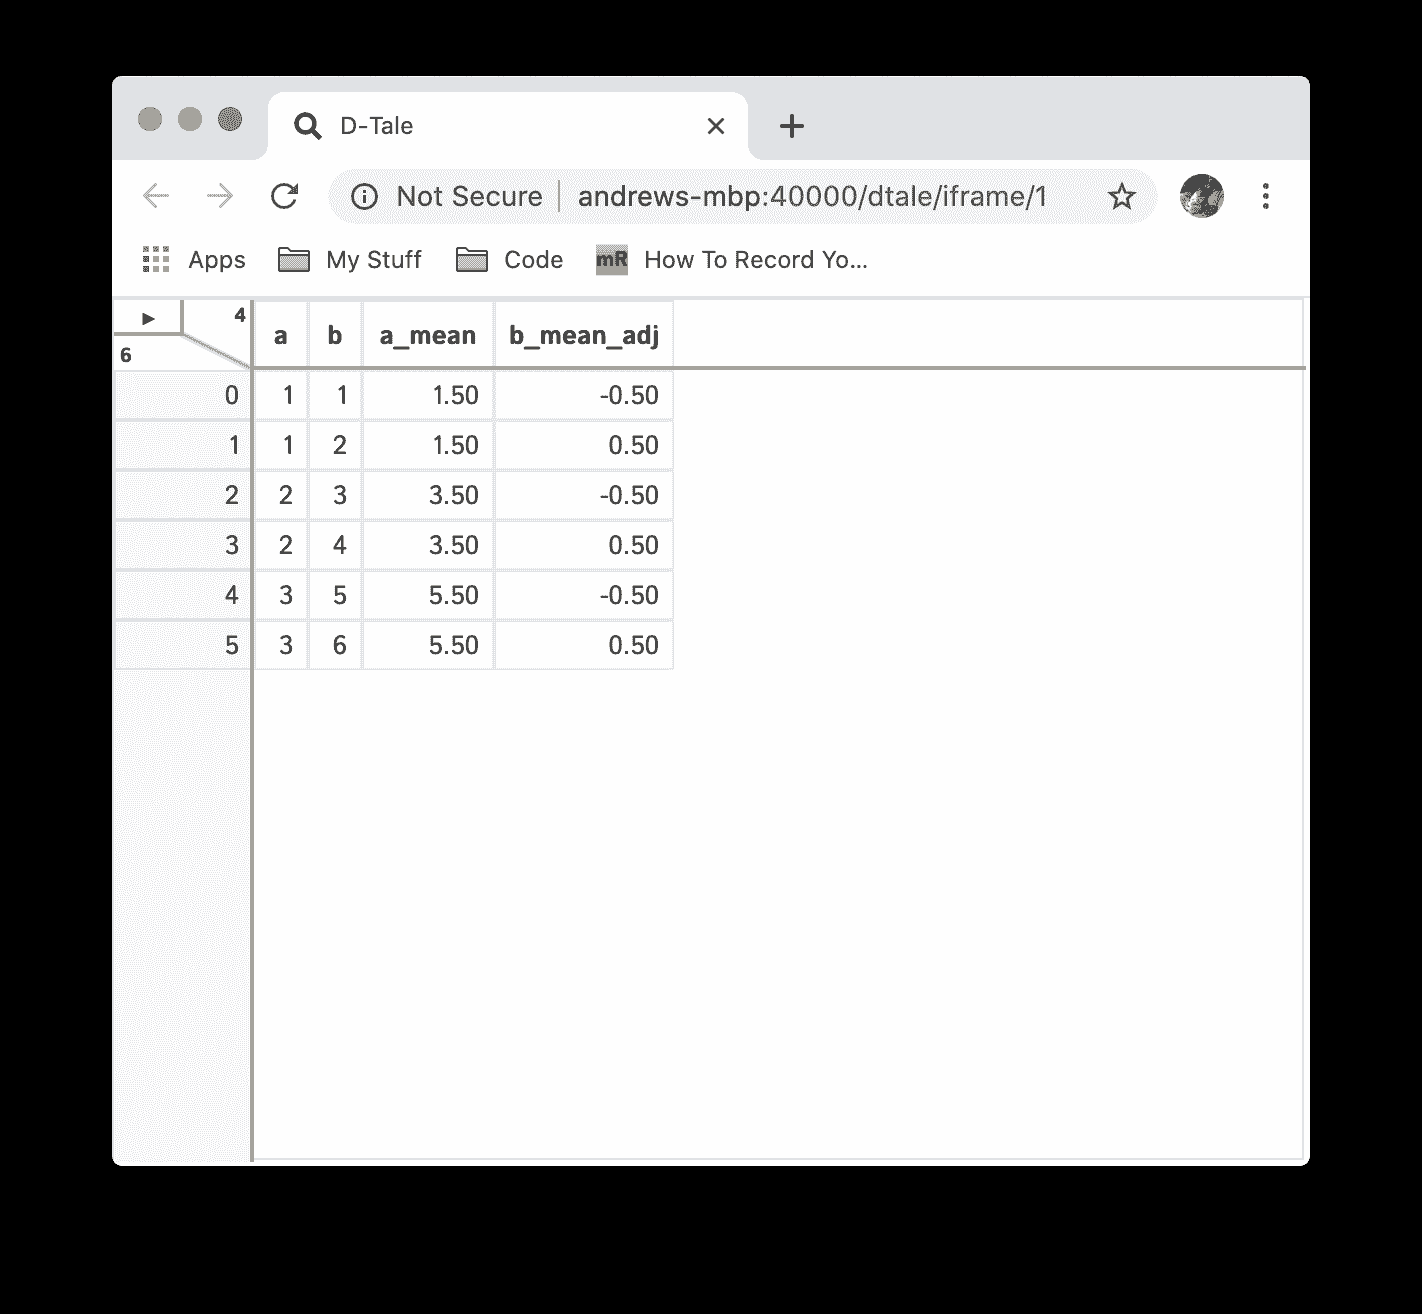 D-Tale
Not Secure andrews-mbp:40000/dtale/iframe/1
Apps My Stuff Code mR How To Record Yo...
4
6
a b a_mean b_mean_adj
0 1 1 1.50 -0.50
1 1 2 1.50 0.50
2 2 3 3.50 -0.50
3 2 4 3.50 0.50
4 3 5 5.50 -0.50
5 3 6 5.50 0.50